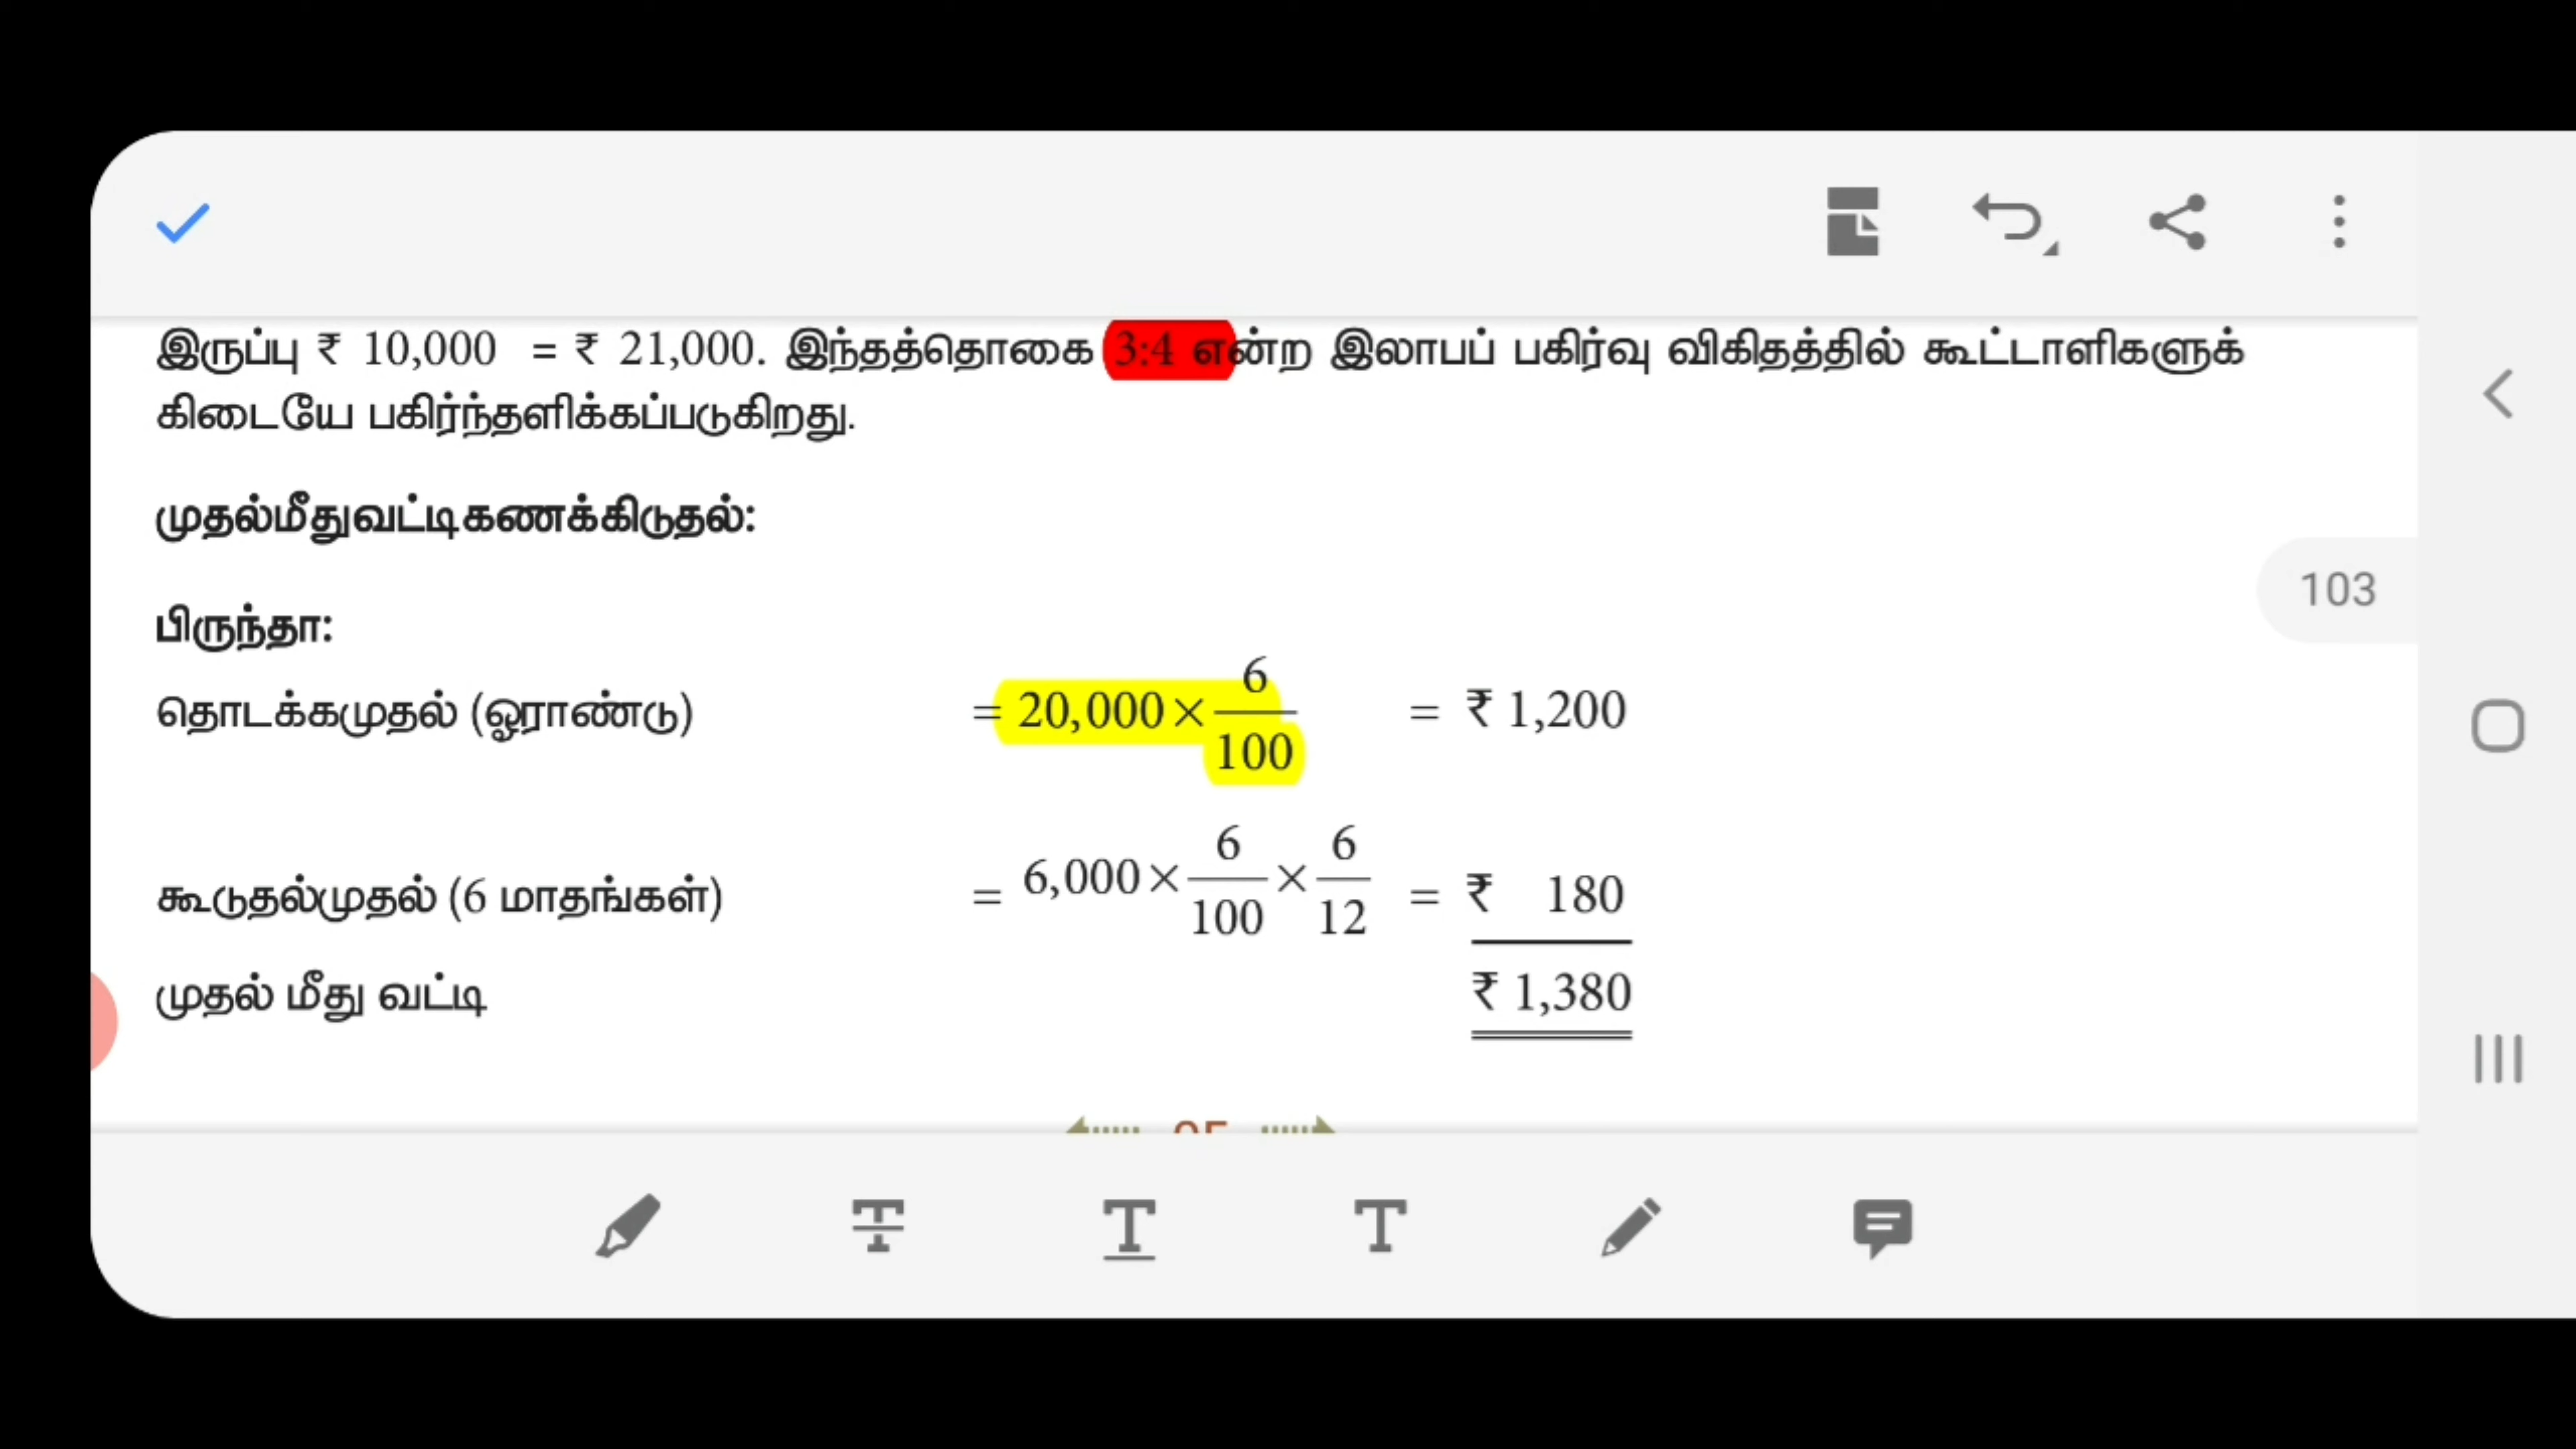 இருப்பு ₹ 10,000 = ₹ 21,000. இந்தத்தொகை 3:4 என்ற இலாபப் பகிர்வு விகிதத்தில் கூட்டாளிகளுக்
கிடையே பகிர்ந்தளிக்கப்படுகிறது.
முதல்மீதுவட்டிகணக்கிடுதல்:
103
பிருந்தா:
தொடக்கமுதல் (ஓராண்டு) = 20,000 × 6/100 = ₹ 1,200
கூடுதல்முதல் (6 மாதங்கள்) = 6,000 × 6/100 × 6/12 = ₹ 180
முதல் மீது வட்டி ₹ 1,380